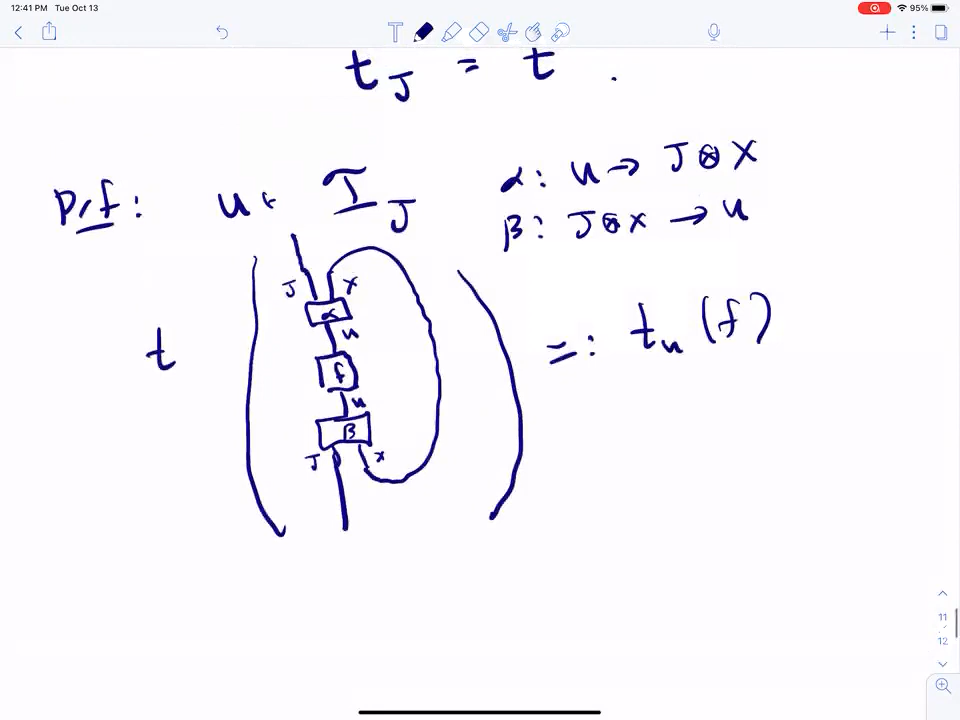 12:41 PM Tue Oct 13
95%
t_J = t .
Prf: u ∈ I_J α: u → J ⊗ X
β: J ⊗ X → u
t ( J X
α
u
f
u
β
J X ) =: t_u (f)
11
12